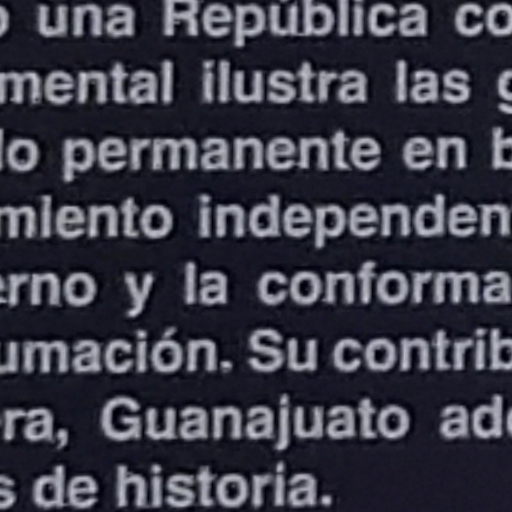 o una República co
mental ilustra las g
lo permanente en b
miento independen
erno y la conforma
umación. Su contrib
ra, Guanajuato ad
s de historia.